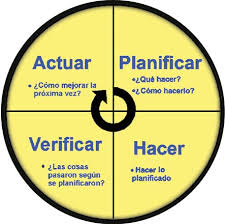 Actuar
• ¿Cómo mejorar la
próxima vez?
Planificar
• ¿Qué hacer?
• ¿Cómo hacerlo?
Verificar
• ¿Las cosas
pasaron según
se planificaron?
Hacer
• Hacer lo
planificado